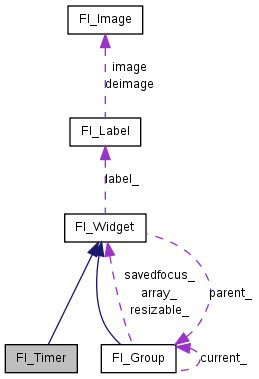 Fl_Image
image
deimage
Fl_Label
label_
Fl_Widget
savedfocus_
array_
resizable_
parent_
Fl_Timer
Fl_Group
current_